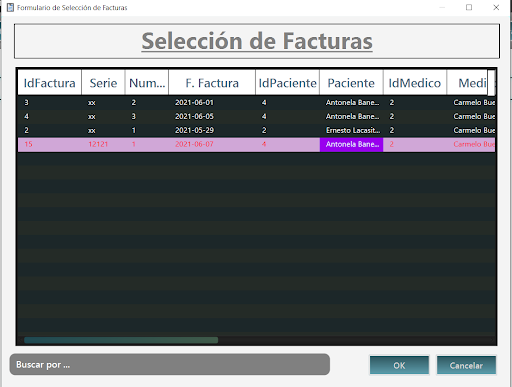 Formulario de Selección de Facturas
Selección de Facturas
IdFactura Serie Num... F. Factura IdPaciente Paciente IdMedico Medi
3 xx 2 2021-06-01 4 Antonela Bane... 2 Carmelo Bue
4 xx 3 2021-06-05 4 Antonela Bane... 2 Carmelo Bue
2 xx 1 2021-05-29 2 Ernesto Lacasit... 2 Carmelo Bue
15 12121 1 2021-06-07 4 Antonela Bane... 2 Carmelo Bue
Buscar por ... OK Cancelar